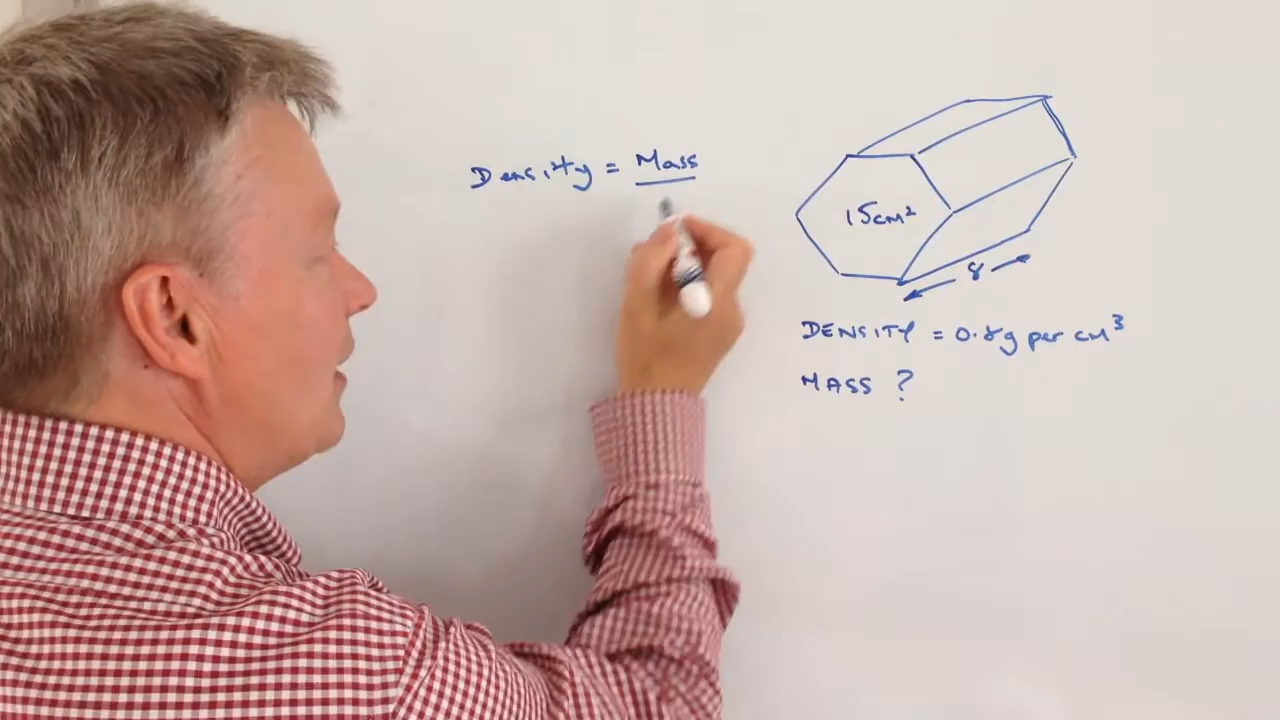 Density = Mass
15cm²
8
DENSITY = 0.8g per cm³
MASS ?